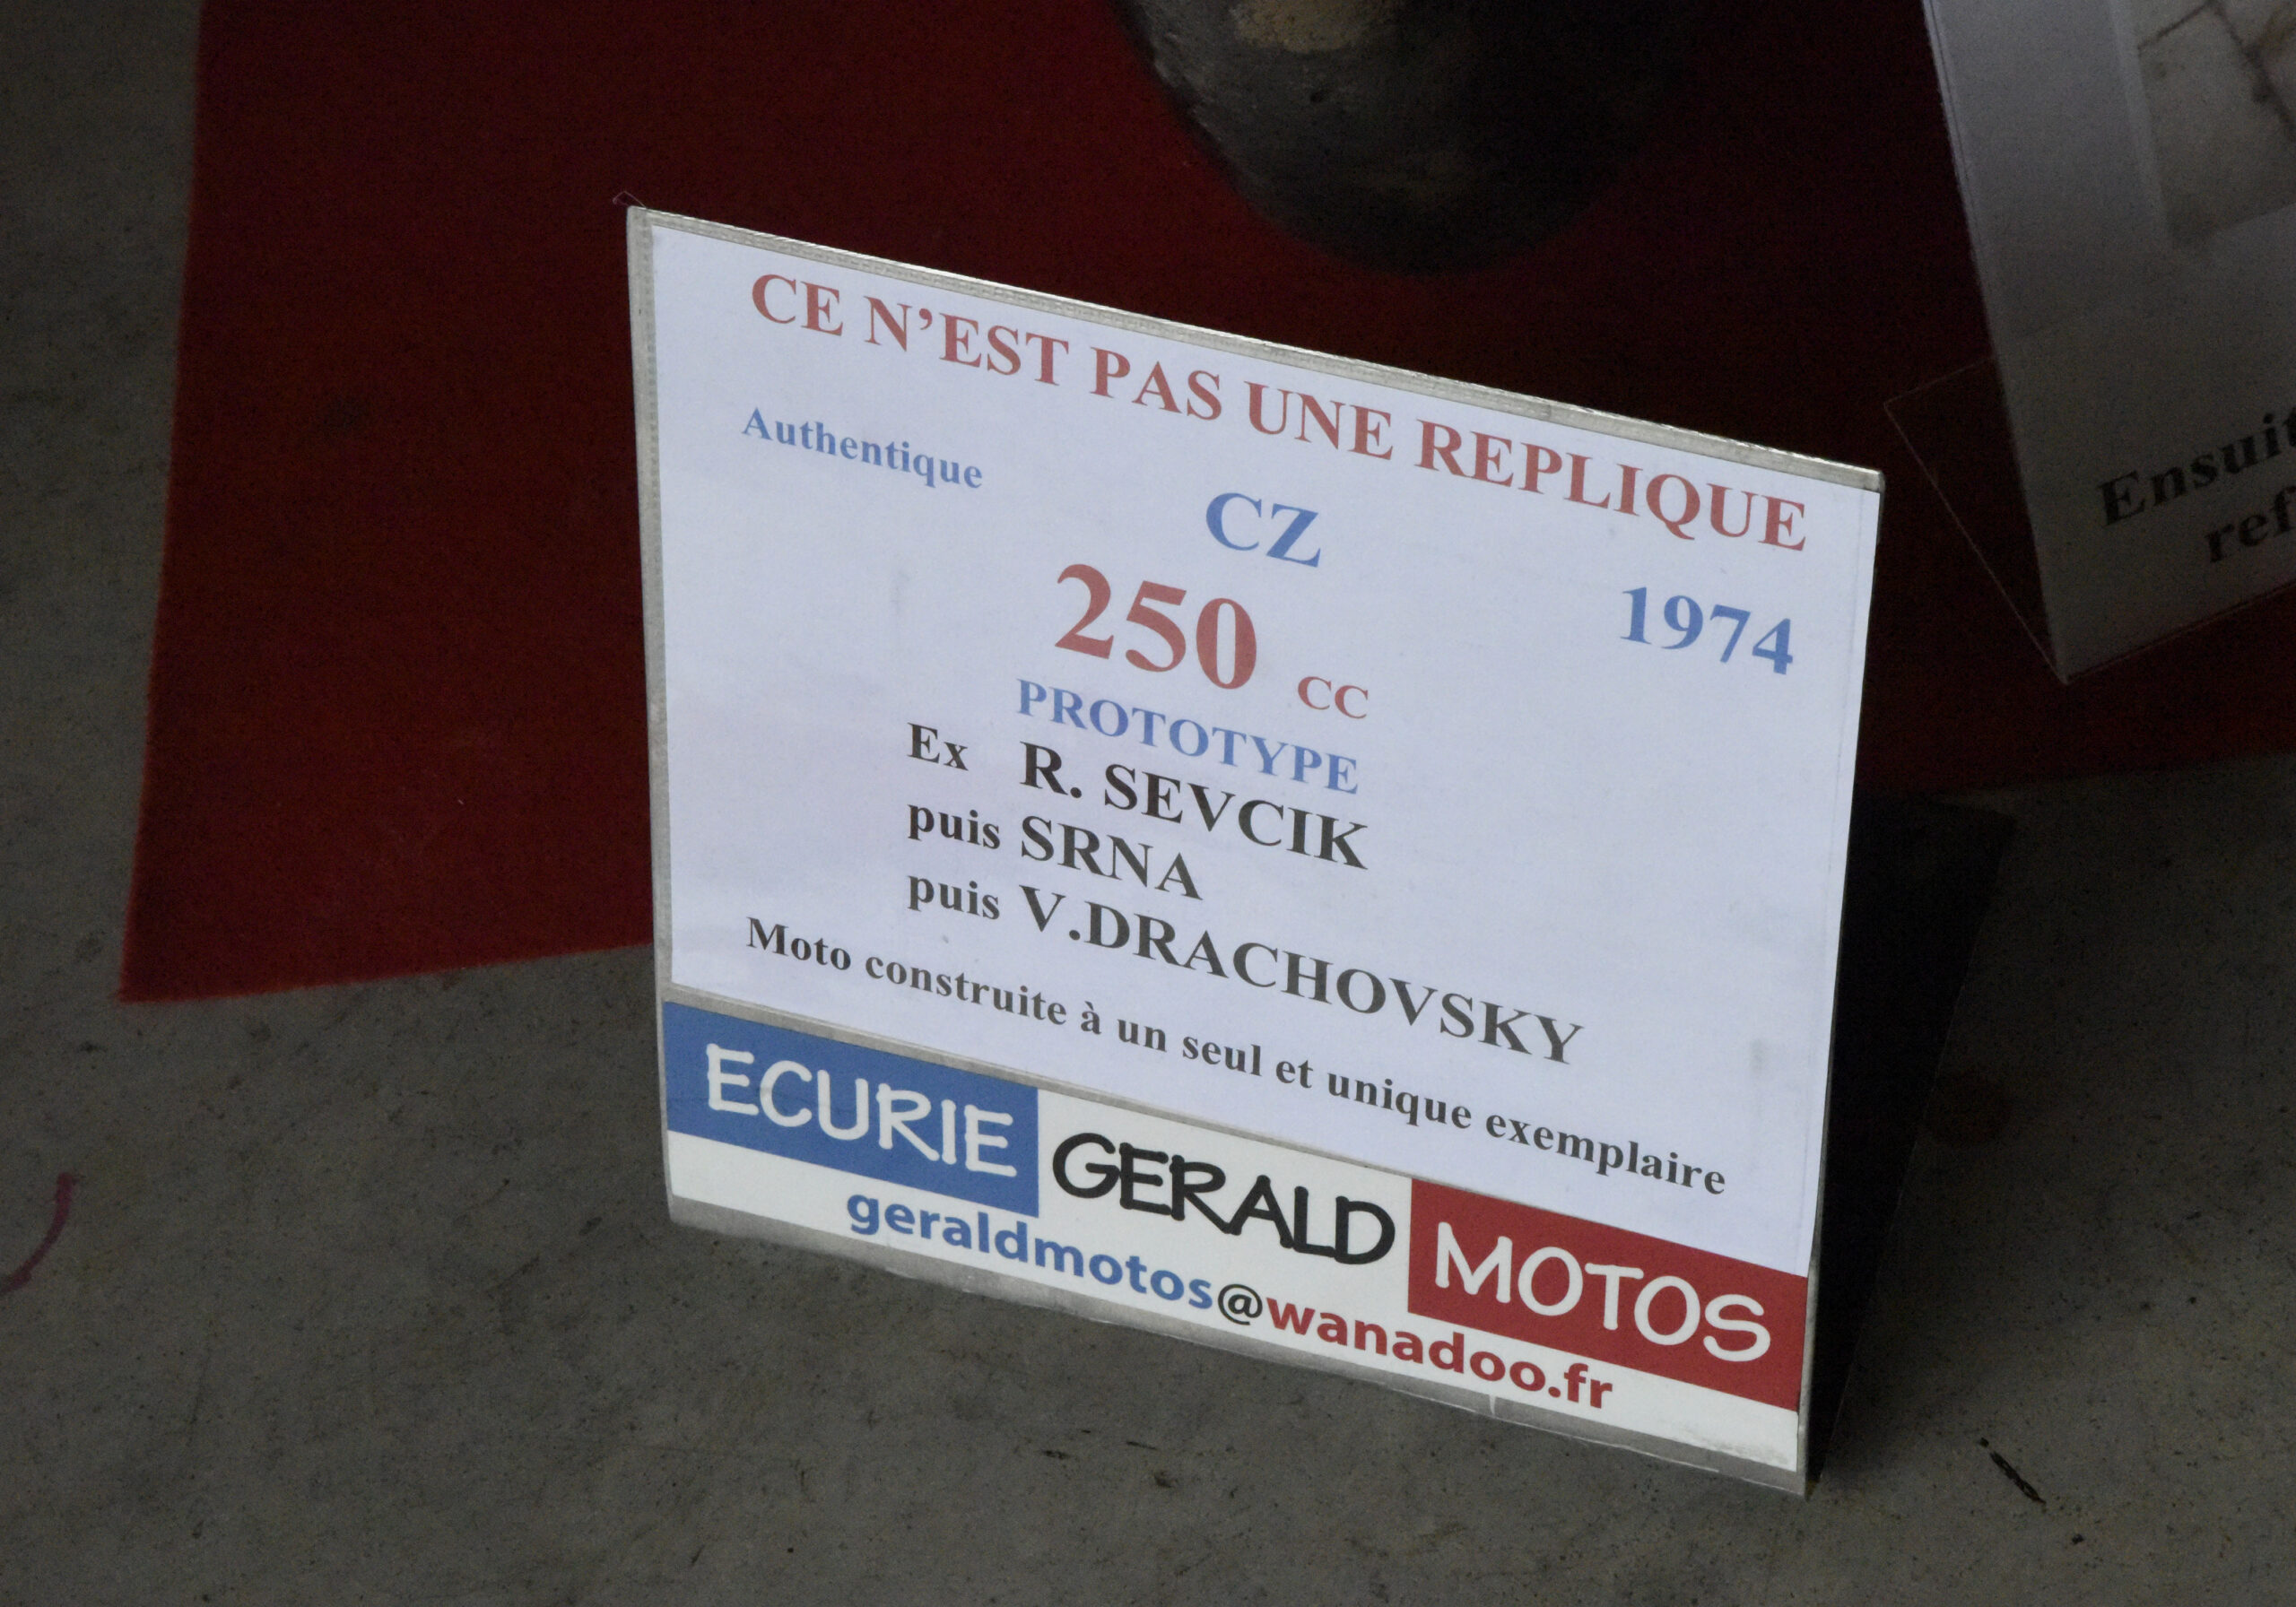 CE N'EST PAS UNE REPLIQUE
Authentique
CZ
1974
250 CC
PROTOTYPE
Ex R. SEVCIK
puis SRNA
puis V.DRACHOVSKY
Moto construite à un seul et unique exemplaire
ECURIE GERALD MOTOS
geraldmotos@wanadoo.fr